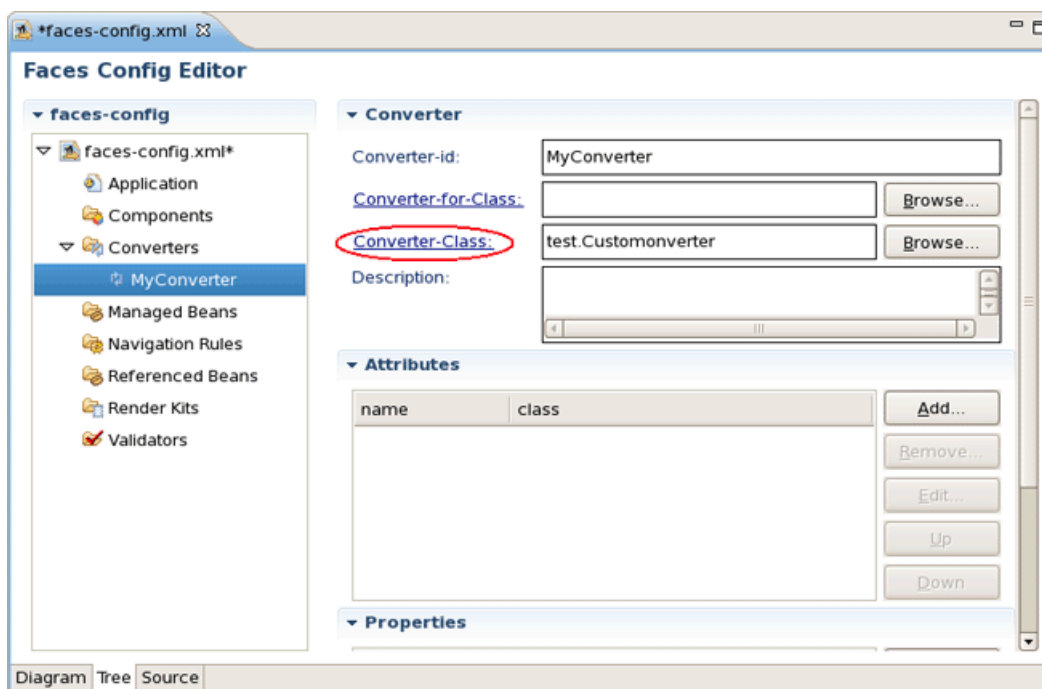 *faces-config.xml
Faces Config Editor
faces-config
faces-config.xml*
Application
Components
Converters
MyConverter
Managed Beans
Navigation Rules
Referenced Beans
Render Kits
Validators
Converter
Converter-id: MyConverter
Converter-for-Class: Browse...
Converter-Class: test.Customonverter Browse...
Description:
Attributes
name class Add...
Remove...
Edit...
Up
Down
Properties
Diagram Tree Source